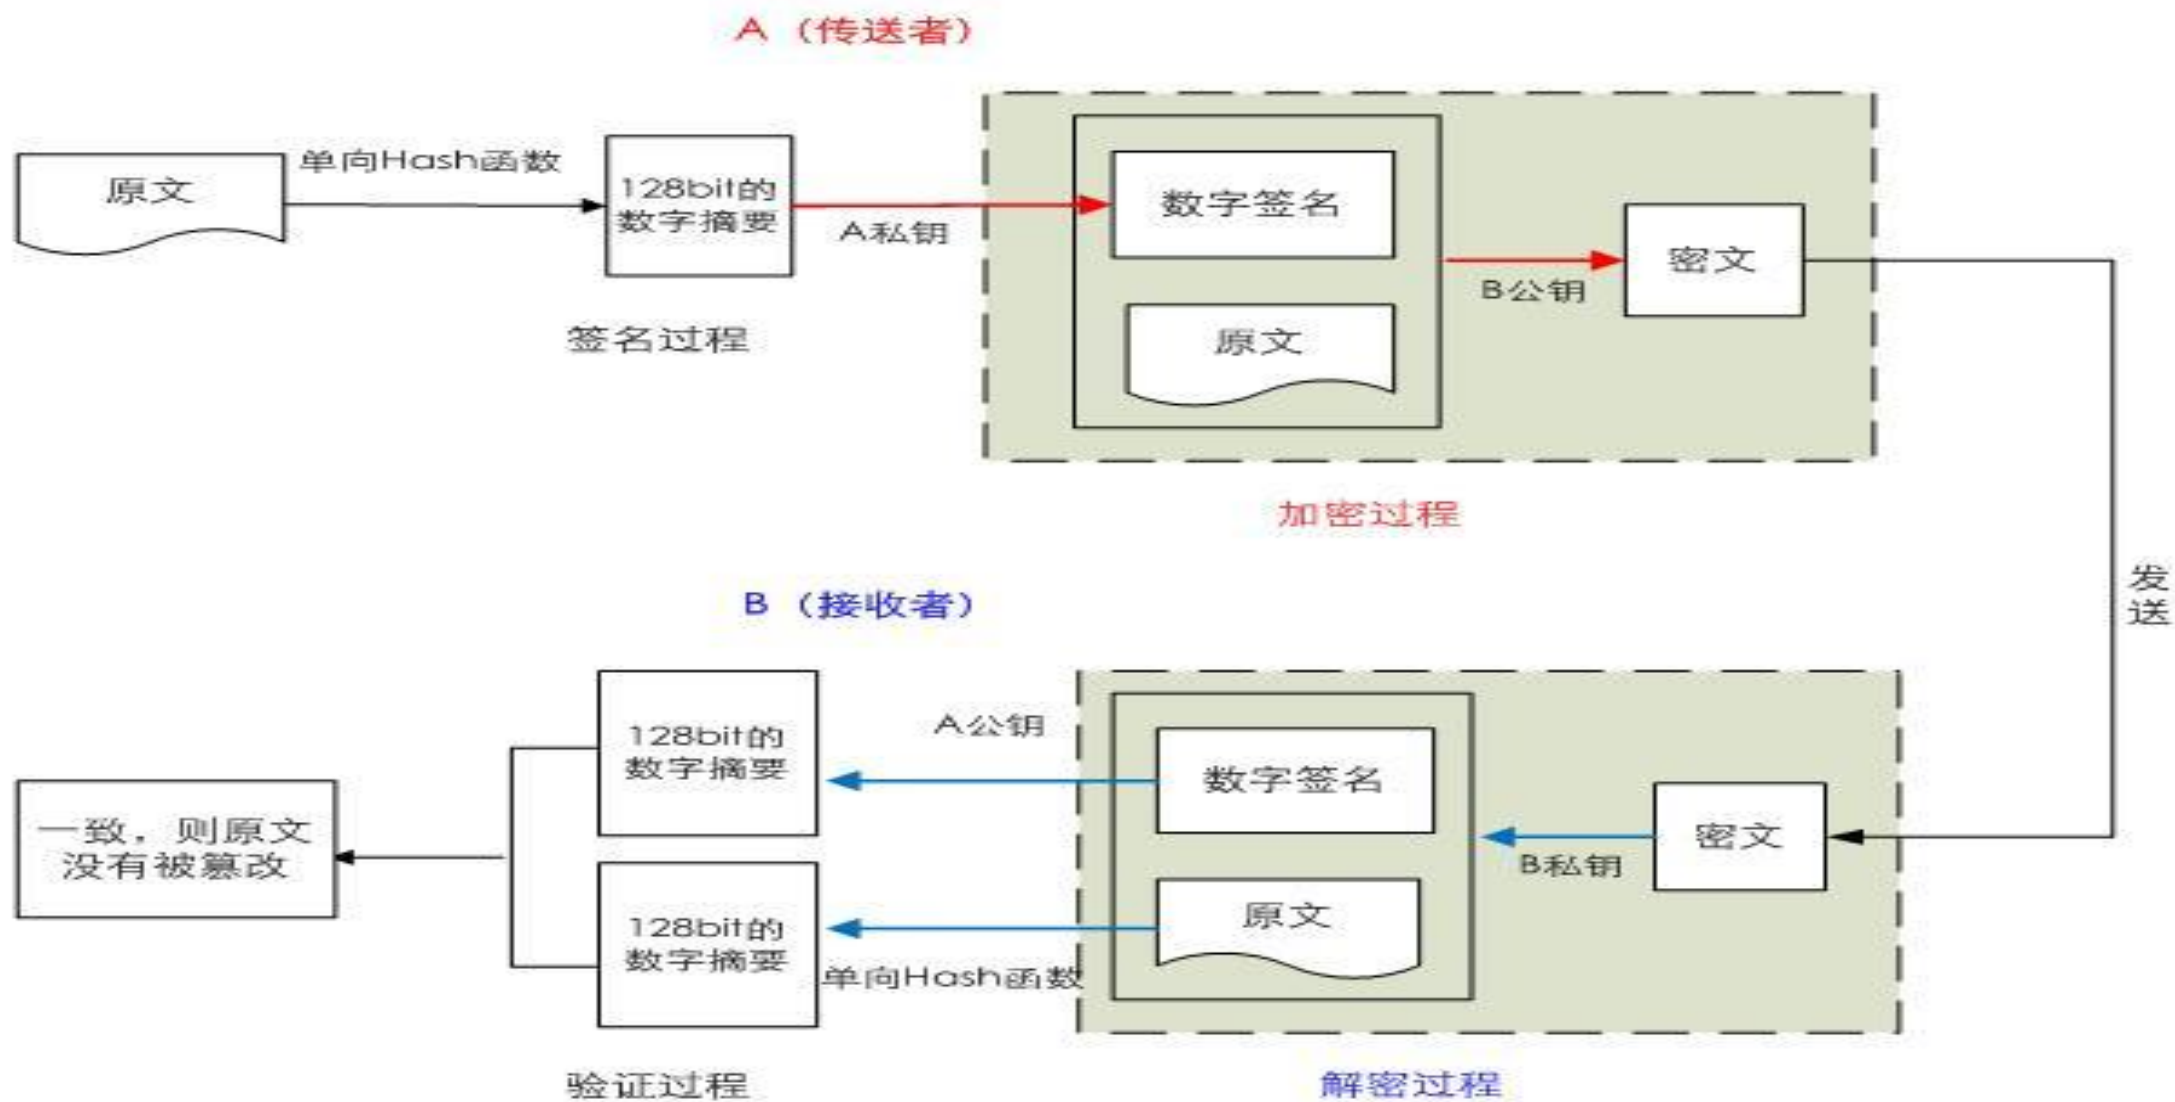 A（传送者）
原文
单向Hash函数
128bit的
数字摘要
A私钥
数字签名
原文
B公钥
密文
签名过程
加密过程
发
送
B（接收者）
密文
B私钥
数字签名
原文
A公钥
128bit的
数字摘要
单向Hash函数
128bit的
数字摘要
一致，则原文
没有被篡改
验证过程
解密过程